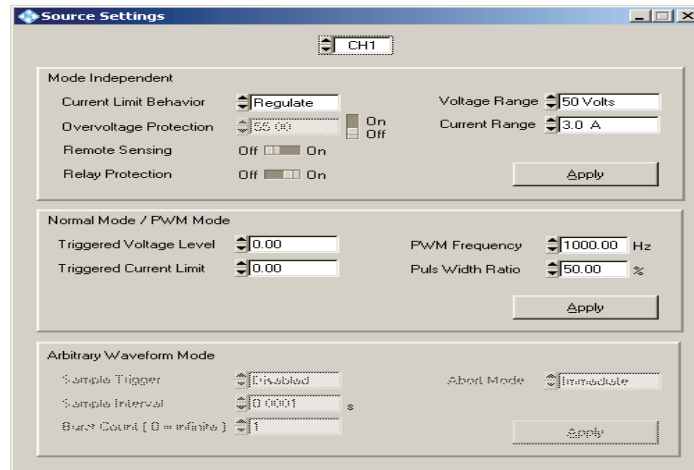 Source Settings
CH1
Mode Independent
Current Limit Behavior Regulate
Voltage Range 50 Volts
Overvoltage Protection 55.00 On Off
Current Range 3.0 A
Remote Sensing Off On
Relay Protection Off On
Apply
Normal Mode / PWM Mode
Triggered Voltage Level 0.00
PWM Frequency 1000.00 Hz
Triggered Current Limit 0.00
Puls Width Ratio 50.00 %
Apply
Arbitrary Waveform Mode
Sample Trigger Disabled
Abort Mode Immediate
Sample Interval 0.0001 s
Burst Count ( 0 = infinite ) 1
Apply